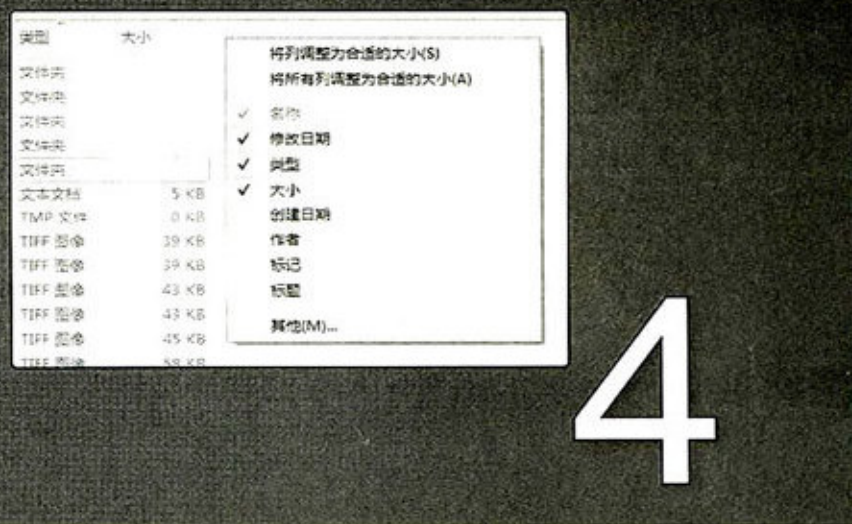 类型 大小
文件夹
文件夹
文件夹
文件夹
文件夹
文本文档 5 KB
TMP 文件 0 KB
TIFF 图像 39 KB
TIFF 图像 39 KB
TIFF 图像 43 KB
TIFF 图像 43 KB
TIFF 图像 45 KB
TIFF 图像 58 KB
将列调整为合适的大小(S)
将所有列调整为合适的大小(A)
✓ 名称
✓ 修改日期
✓ 类型
✓ 大小
创建日期
作者
标记
标题
其他(M)...
4